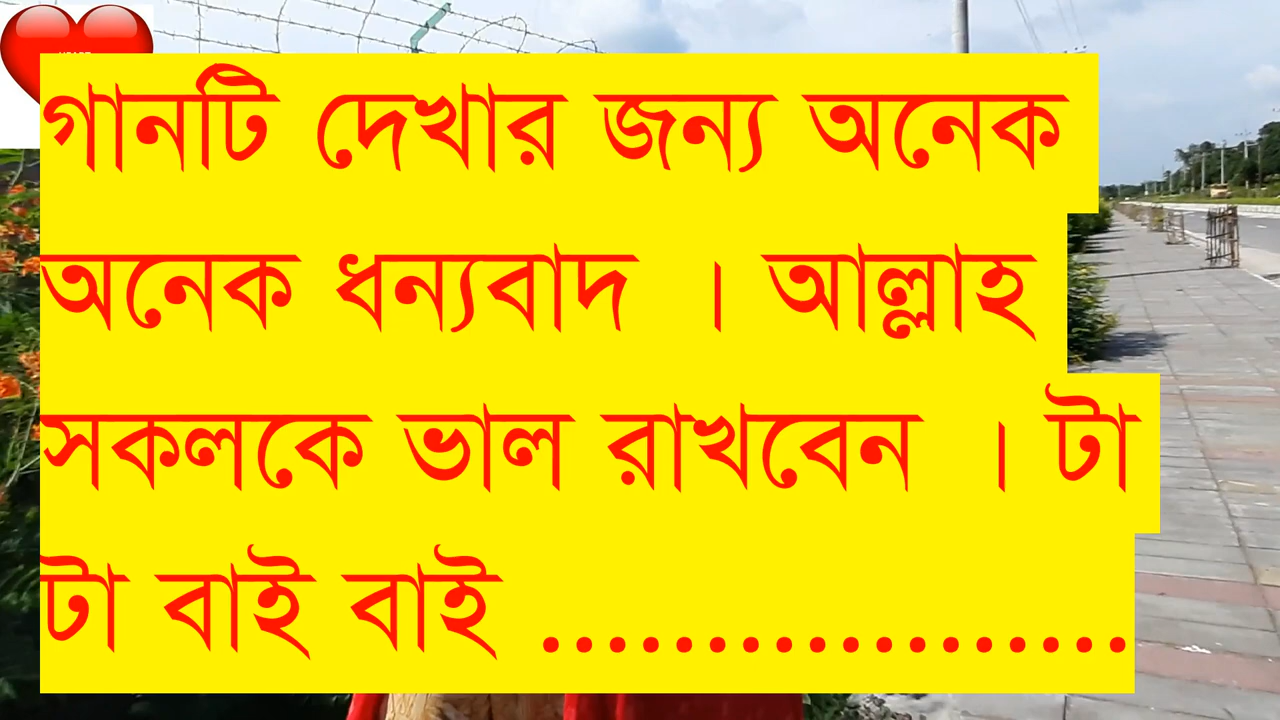 গানটি দেখার জন্য অনেক
অনেক ধন্যবাদ । আল্লাহ
সকলকে ভাল রাখবেন । টা
টা বাই বাই ..................